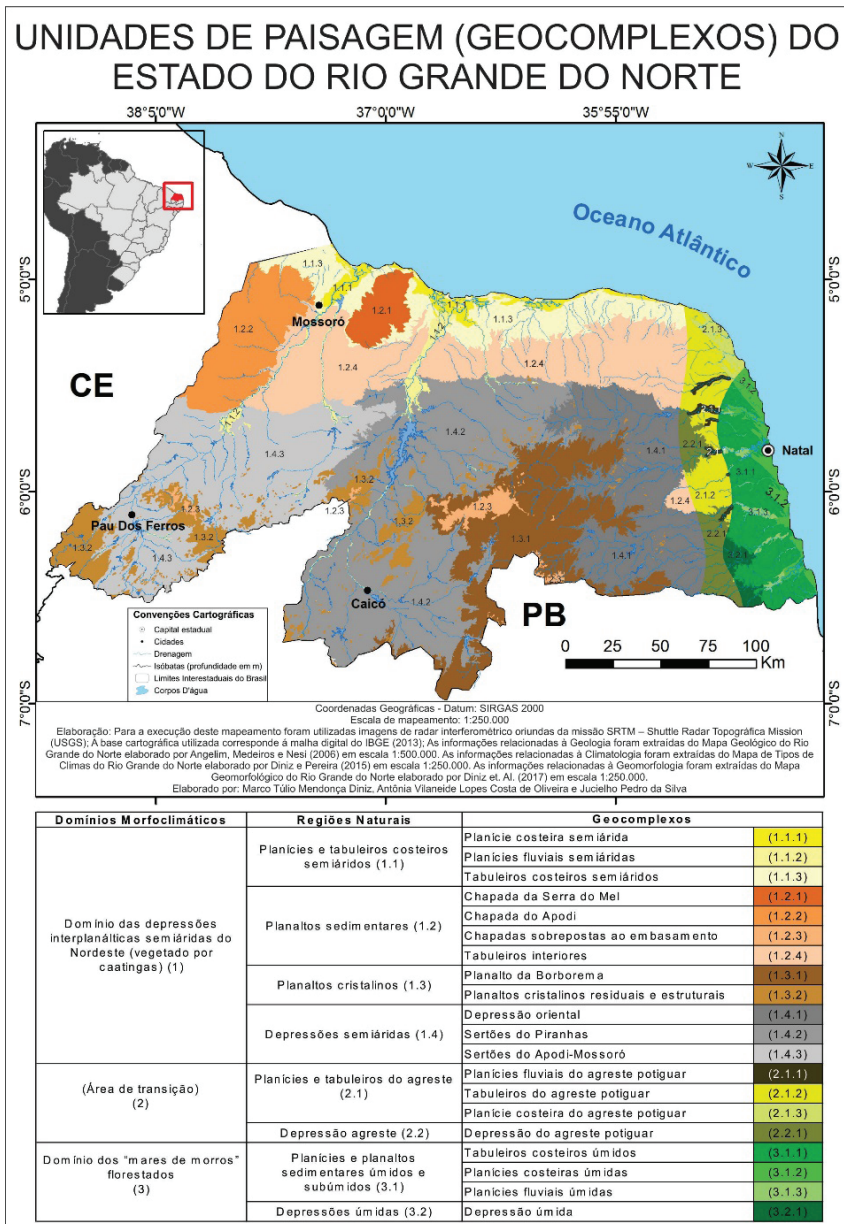 UNIDADES DE PAISAGEM (GEOCOMPLEXOS) DO
ESTADO DO RIO GRANDE DO NORTE
38°5'0"W
37°0'0"W
35°55'0"W
N
W
E
S
Oceano Atlântico
5°0'0"S
5°0'0"S
1.1.3
1.1.1
Mossoró
1.2.1
1.1.1
1.1.3
1.2.2
1.1.2
2.1.3
1.2.4
1.2.4
CE
3.1.2
1.1.2
1.4.2
1.4.3
1.4.1
2.2.1
Natal
3.1.1
1.3.2
2.1.2
3.1.2
6°0'0"S
6°0'0"S
1.2.3
1.2.3
1.3.2
1.2.3
1.2.4
Pau Dos Ferros
1.3.2
1.3.2
1.3.1
2.2.1
1.4.3
1.4.1
3.2.1
Caicó
1.4.2
PB
Convenções Cartográficas
Capital estadual
Cidades
Drenagem
Isóbatas (profundidade em m)
Limites Interestaduais do Brasil
Corpos D'água
0 25 50 75 100
Km
7°0'0"S
7°0'0"S
Coordenadas Geográficas - Datum: SIRGAS 2000
Escala de mapeamento: 1:250.000
Elaboração: Para a execução deste mapeamento foram utilizadas imagens de radar interferométrico oriundas da missão SRTM – Shuttle Radar Topográfica Mission
(USGS); A base cartográfica utilizada corresponde á malha digital do IBGE (2013); As informações relacionadas à Geologia foram extraídas do Mapa Geológico do Rio
Grande do Norte elaborado por Angelim, Medeiros e Nesi (2006) em escala 1:500.000. As informações relacionadas à Climatologia foram extraídas do Mapa de Tipos de
Climas do Rio Grande do Norte elaborado por Diniz e Pereira (2015) em escala 1:250.000. As informações relacionadas à Geomorfologia foram extraídas do Mapa
Geomorfológico do Rio Grande do Norte elaborado por Diniz et. Al. (2017) em escala 1:250.000.
Elaborado por: Marco Túlio Mendonça Diniz, Antônia Vilaneide Lopes Costa de Oliveira e Jucielho Pedro da Silva
Domínios Morfoclimáticos
Regiões Naturais
Geocomplexos
Domínio das depressões
interplanálticas semiáridas do
Nordeste (vegetado por
caatingas) (1)
Planícies e tabuleiros costeiros
semiáridos (1.1)
Planície costeira semiárida (1.1.1)
Planícies fluviais semiáridas (1.1.2)
Tabuleiros costeiros semiáridos (1.1.3)
Planaltos sedimentares (1.2)
Chapada da Serra do Mel (1.2.1)
Chapada do Apodi (1.2.2)
Chapadas sobrepostas ao embasamento (1.2.3)
Tabuleiros interiores (1.2.4)
Planaltos cristalinos (1.3)
Planalto da Borborema (1.3.1)
Planaltos cristalinos residuais e estruturais (1.3.2)
Depressões semiáridas (1.4)
Depressão oriental (1.4.1)
Sertões do Piranhas (1.4.2)
Sertões do Apodi-Mossoró (1.4.3)
(Área de transição)
(2)
Planícies e tabuleiros do agreste
(2.1)
Planícies fluviais do agreste potiguar (2.1.1)
Tabuleiros do agreste potiguar (2.1.2)
Planície costeira do agreste potiguar (2.1.3)
Depressão agreste (2.2)
Depressão do agreste potiguar (2.2.1)
Domínio dos "mares de morros"
florestados
(3)
Planícies e planaltos
sedimentares úmidos e
subúmidos (3.1)
Tabuleiros costeiros úmidos (3.1.1)
Planícies costeiras úmidas (3.1.2)
Planícies fluviais úmidas (3.1.3)
Depressões úmidas (3.2)
Depressão úmida (3.2.1)